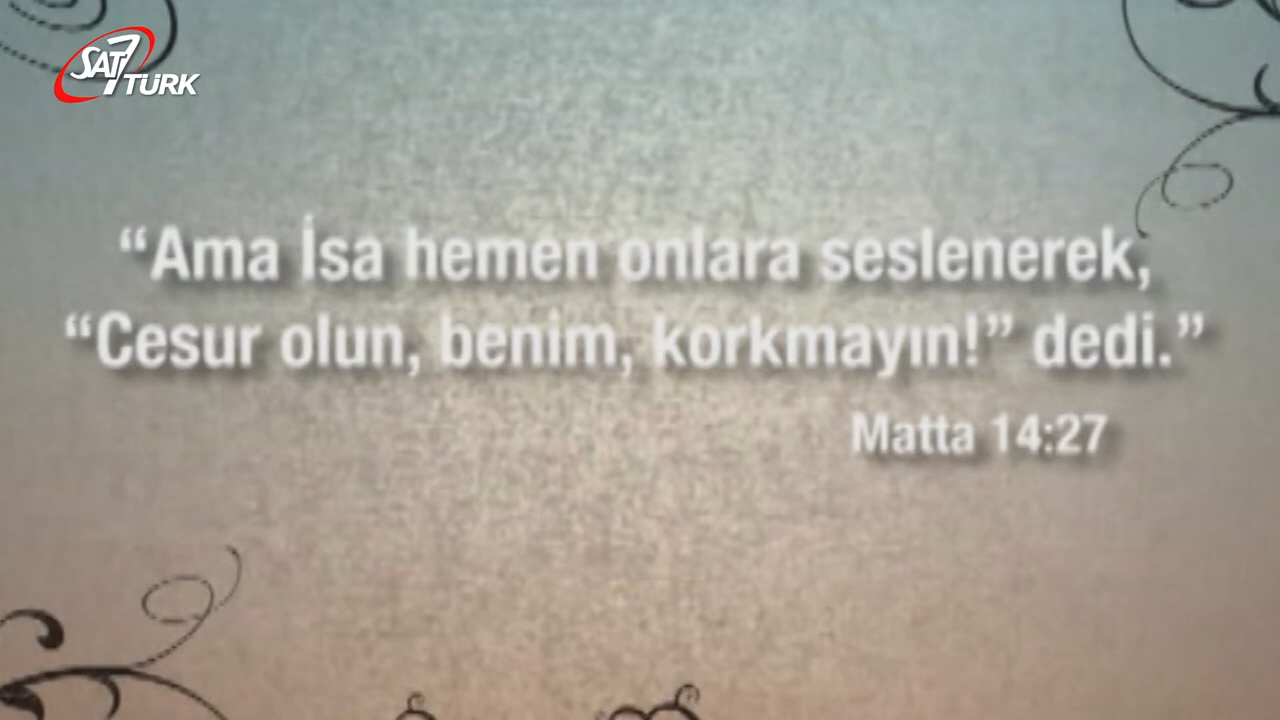 SAT7 TÜRK
“Ama İsa hemen onlara seslenerek,
“Cesur olun, benim, korkmayın!” dedi.”
Matta 14:27